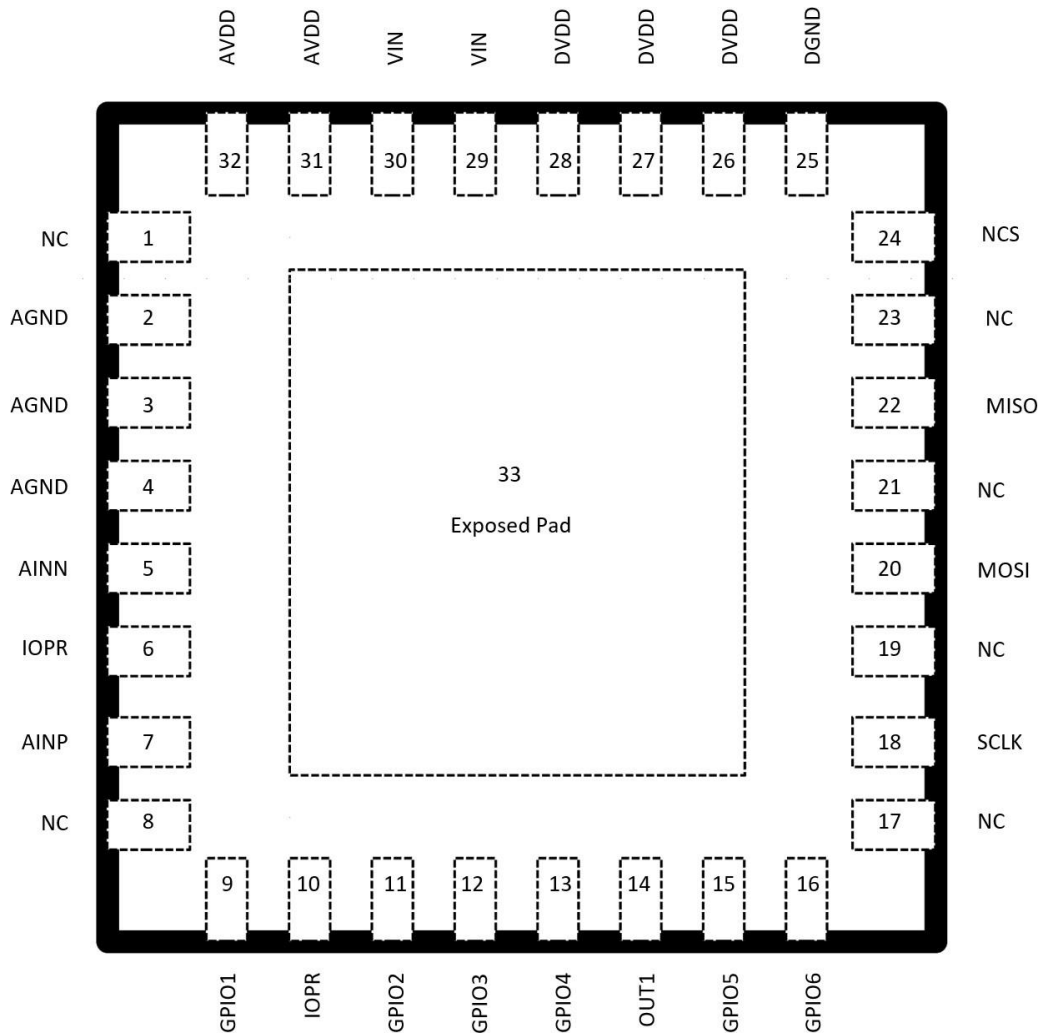 AVDD AVDD VIN VIN DVDD DVDD DVDD DGND
32 31 30 29 28 27 26 25
NC 1 24 NCS
AGND 2 23 NC
AGND 3 22 MISO
33
AGND 4 21 NC
Exposed Pad
AINN 5 20 MOSI
IOPR 6 19 NC
AINP 7 18 SCLK
NC 8 17 NC
9 10 11 12 13 14 15 16
GPIO1 IOPR GPIO2 GPIO3 GPIO4 OUT1 GPIO5 GPIO6